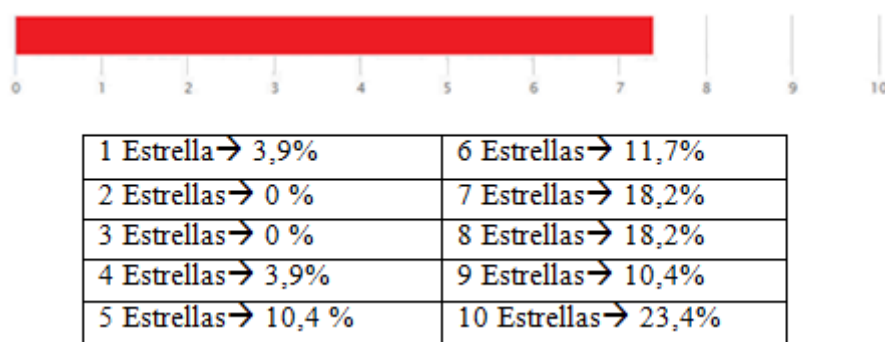 0 1 2 3 4 5 6 7 8 9 10
1 Estrella→ 3,9% 6 Estrellas→ 11,7%
2 Estrellas→ 0 % 7 Estrellas→ 18,2%
3 Estrellas→ 0 % 8 Estrellas→ 18,2%
4 Estrellas→ 3,9% 9 Estrellas→ 10,4%
5 Estrellas→ 10,4 % 10 Estrellas→ 23,4%